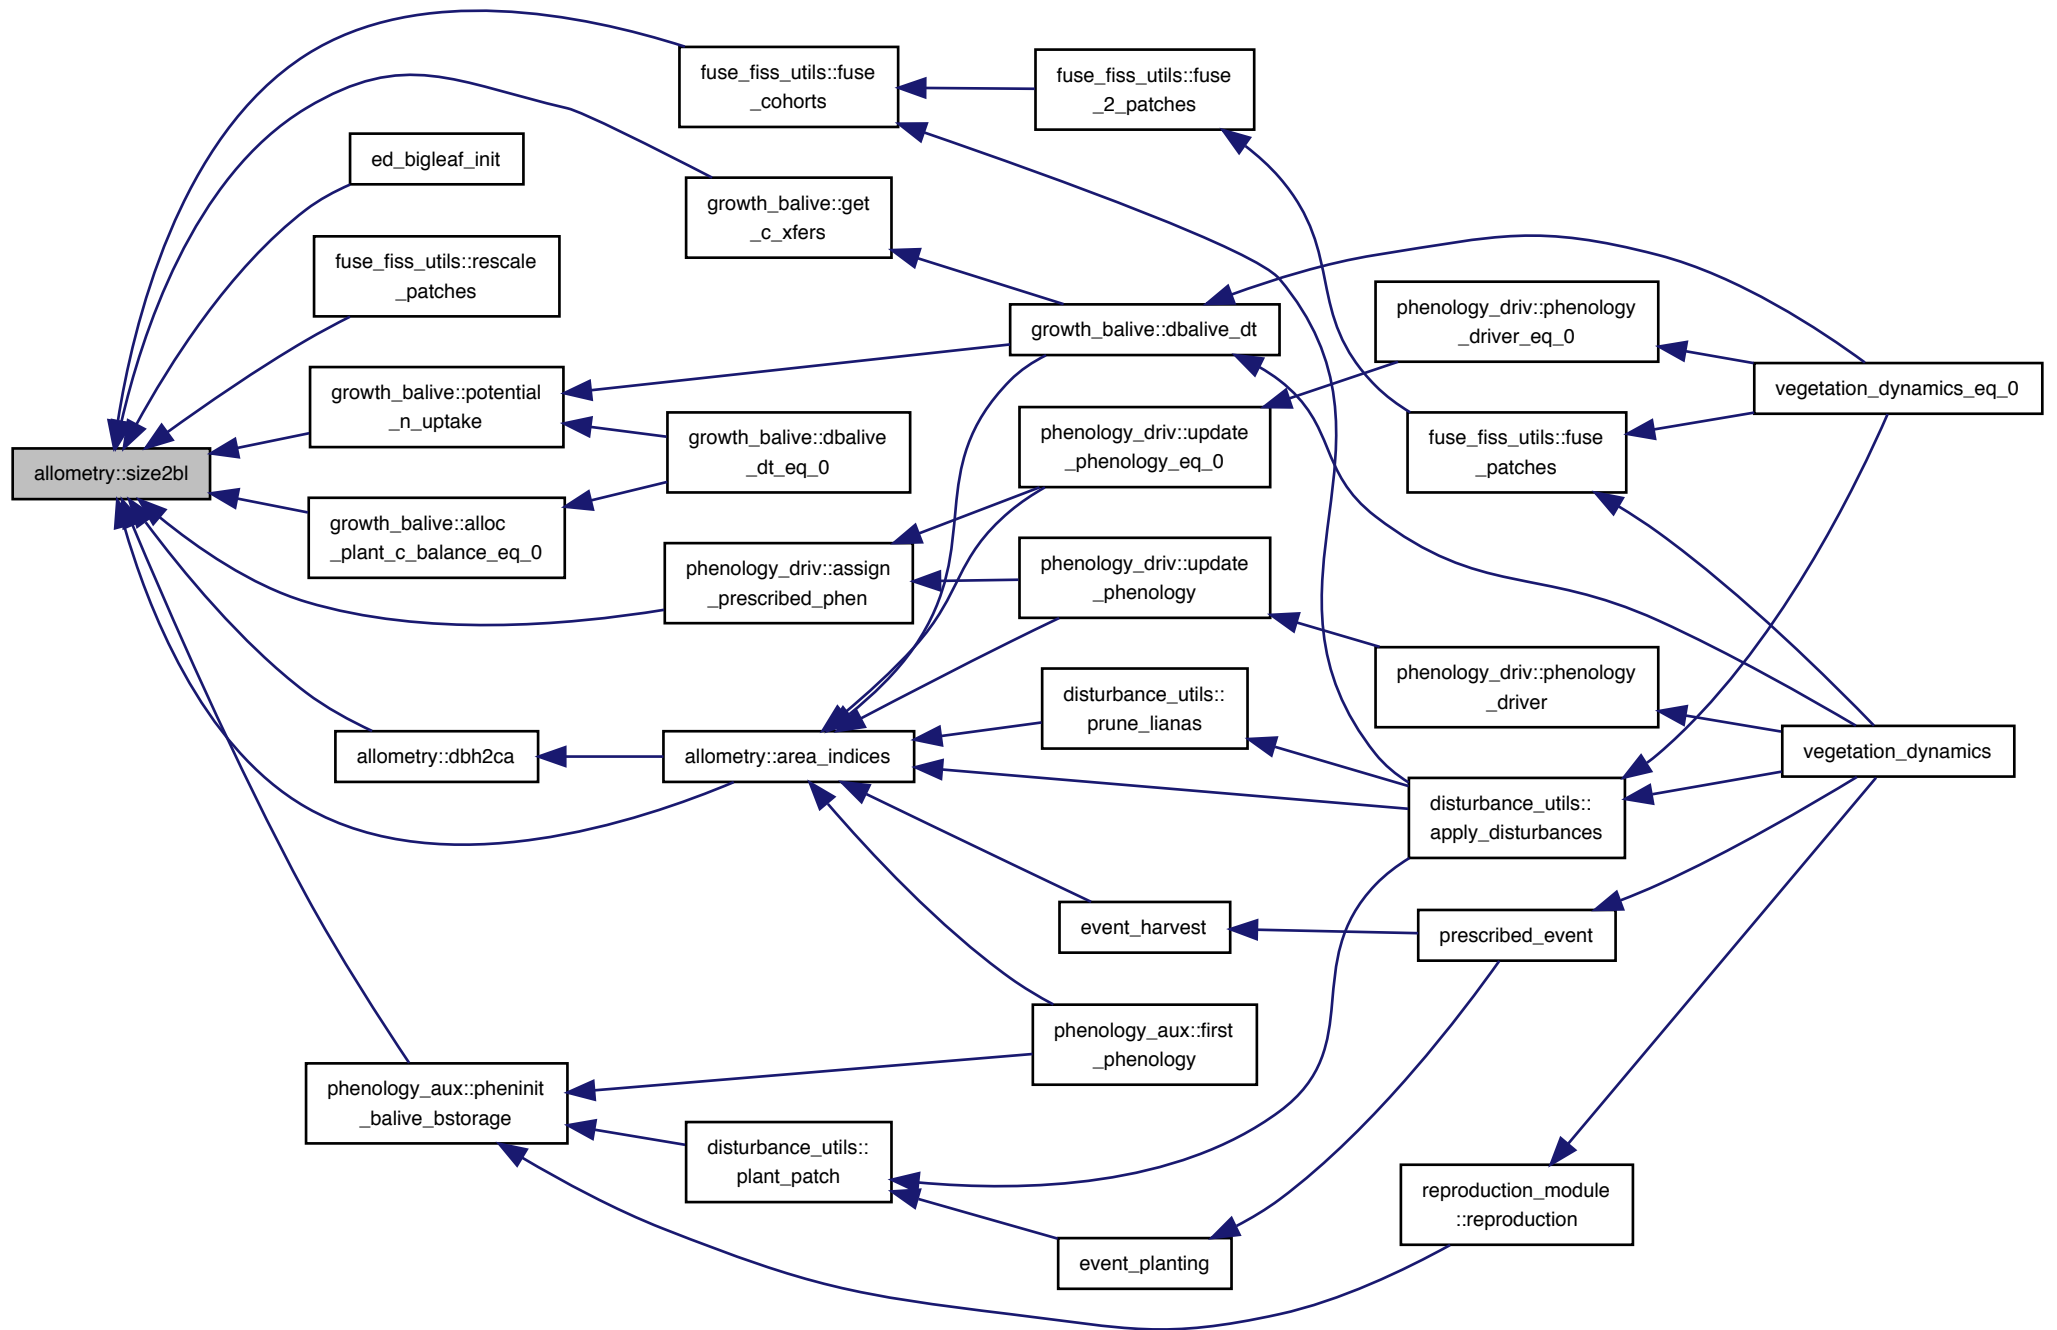 fuse_fiss_utils::fuse
_cohorts
fuse_fiss_utils::fuse
_2_patches
ed_bigleaf_init
growth_balive::get
_c_xfers
fuse_fiss_utils::rescale
_patches
growth_balive::dbalive_dt
phenology_driv::phenology
_driver_eq_0
vegetation_dynamics_eq_0
growth_balive::potential
_n_uptake
growth_balive::dbalive
_dt_eq_0
phenology_driv::update
_phenology_eq_0
fuse_fiss_utils::fuse
_patches
allometry::size2bl
growth_balive::alloc
_plant_c_balance_eq_0
phenology_driv::assign
_prescribed_phen
phenology_driv::update
_phenology
phenology_driv::phenology
_driver
disturbance_utils::
prune_lianas
allometry::dbh2ca
allometry::area_indices
vegetation_dynamics
disturbance_utils::
apply_disturbances
event_harvest
prescribed_event
phenology_aux::first
_phenology
phenology_aux::pheninit
_balive_bstorage
disturbance_utils::
plant_patch
reproduction_module
::reproduction
event_planting